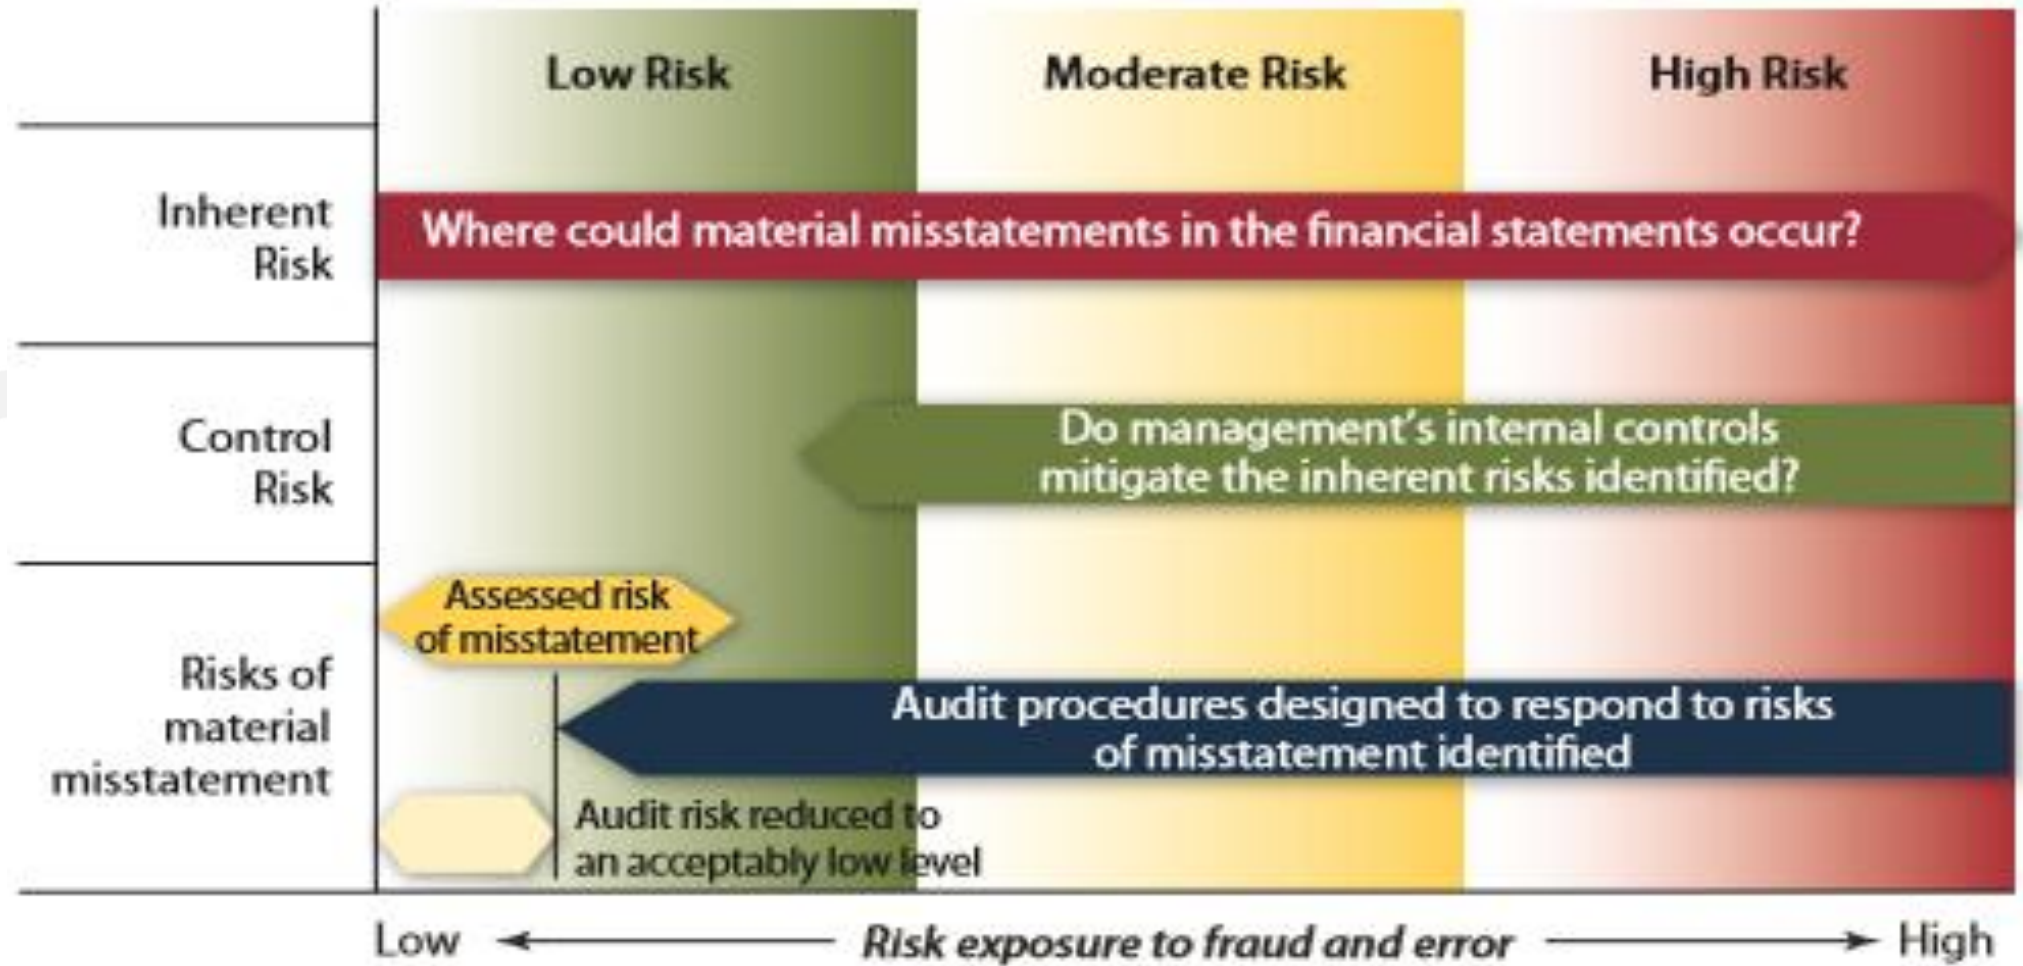 Low Risk
Moderate Risk
High Risk
Inherent
Risk
Where could material misstatements in the financial statements occur?
Control
Risk
Do management's internal controls
mitigate the inherent risks identified?
Risks of
material
misstatement
Assessed risk
of misstatement
Audit procedures designed to respond to risks
of misstatement identified
Audit risk reduced to
an acceptably low level
Low
Risk exposure to fraud and error
High